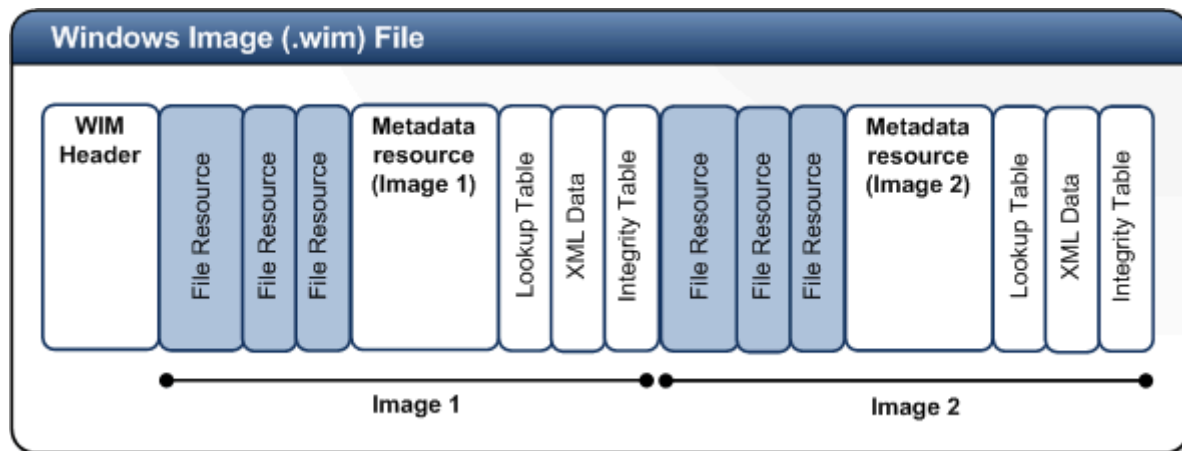 Windows Image (.wim) File
WIM
Header
File Resource
File Resource
File Resource
Metadata
resource
(Image 1)
Lookup Table
XML Data
Integrity Table
File Resource
File Resource
File Resource
Metadata
resource
(Image 2)
Lookup Table
XML Data
Integrity Table
Image 1
Image 2